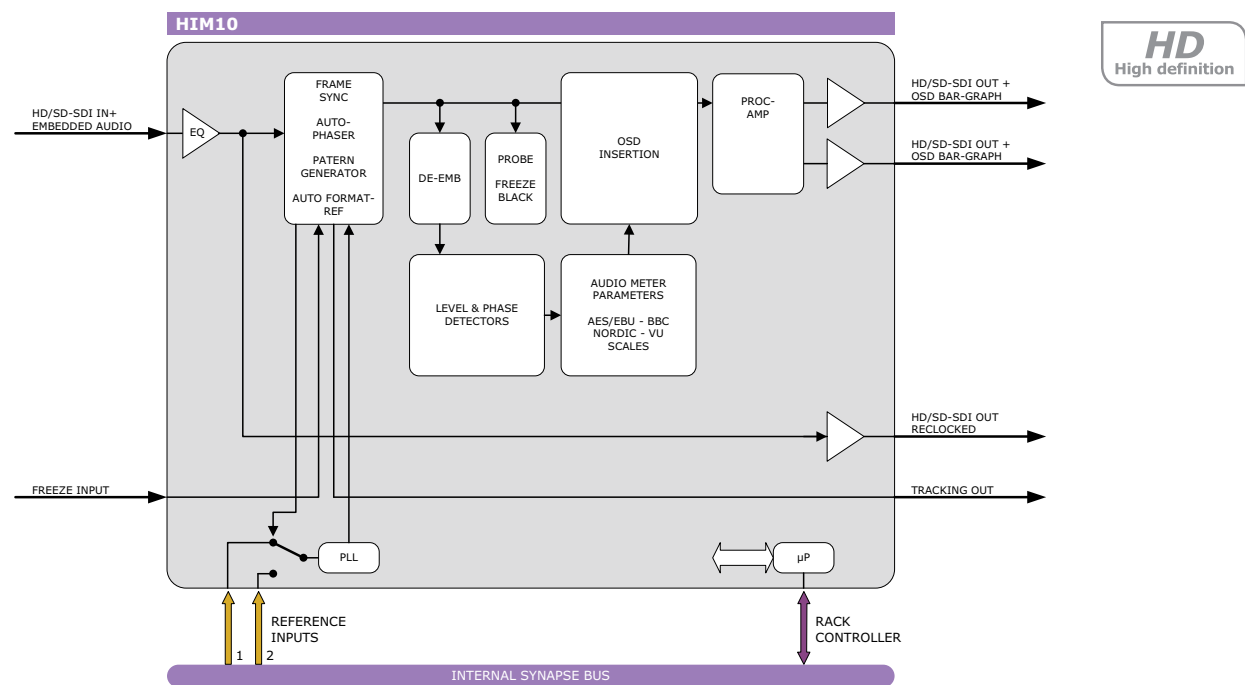 HIM10
HD
High definition
HD/SD-SDI IN+
EMBEDDED AUDIO
EQ
FRAME
SYNC
AUTO-
PHASER
PATERN
GENERATOR
AUTO FORMAT-
REF
DE-EMB
PROBE
FREEZE
BLACK
OSD
INSERTION
PROC-
AMP
HD/SD-SDI OUT +
OSD BAR-GRAPH
HD/SD-SDI OUT +
OSD BAR-GRAPH
LEVEL & PHASE
DETECTORS
AUDIO METER
PARAMETERS
AES/EBU - BBC
NORDIC - VU
SCALES
HD/SD-SDI OUT
RECLOCKED
FREEZE INPUT
TRACKING OUT
PLL
µP
REFERENCE
INPUTS
1
2
RACK
CONTROLLER
INTERNAL SYNAPSE BUS